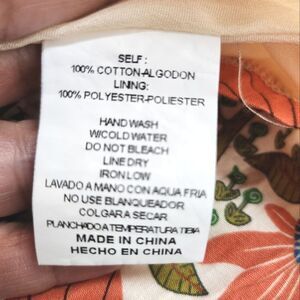 SELF :
100% COTTON-ALGODON
LINING:
100% POLYESTER-POLIESTER
HAND WASH
W/COLD WATER
DO NOT BLEACH
LINE DRY
IRON LOW
LAVADO A MANO CON AQUA FRIA
NO USE BLANQUEADOR
COLGARA SECAR
PLANCHADO A TEMPERATURA TIBIA
MADE IN CHINA
HECHO EN CHINA